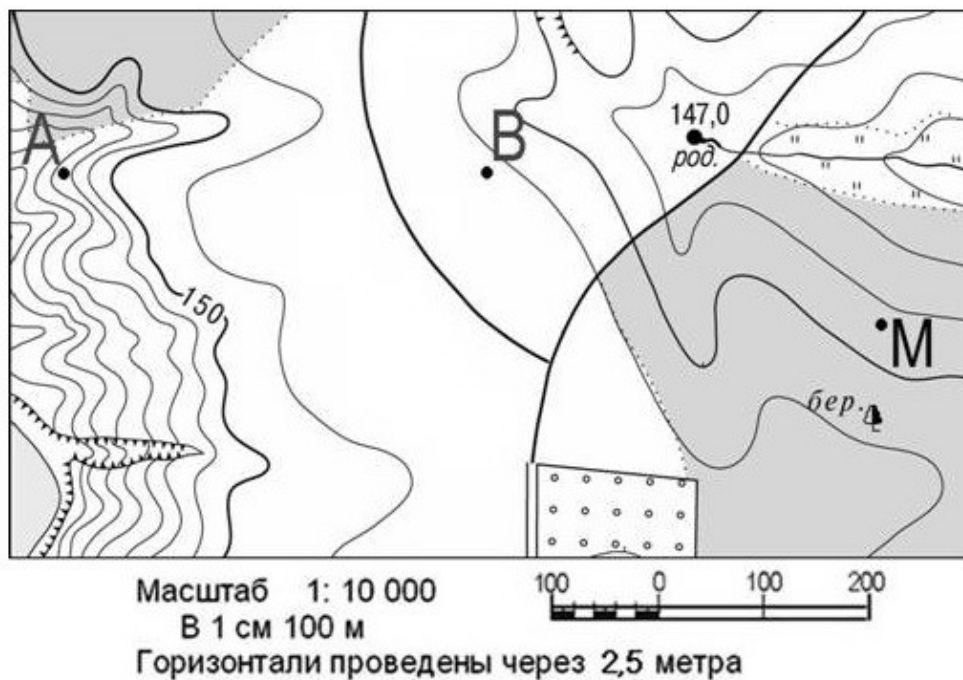 А
В
147,0
род.
150
М
бер.
Масштаб 1: 10 000
100 0 100 200
В 1 см 100 м
Горизонтали проведены через 2,5 метра